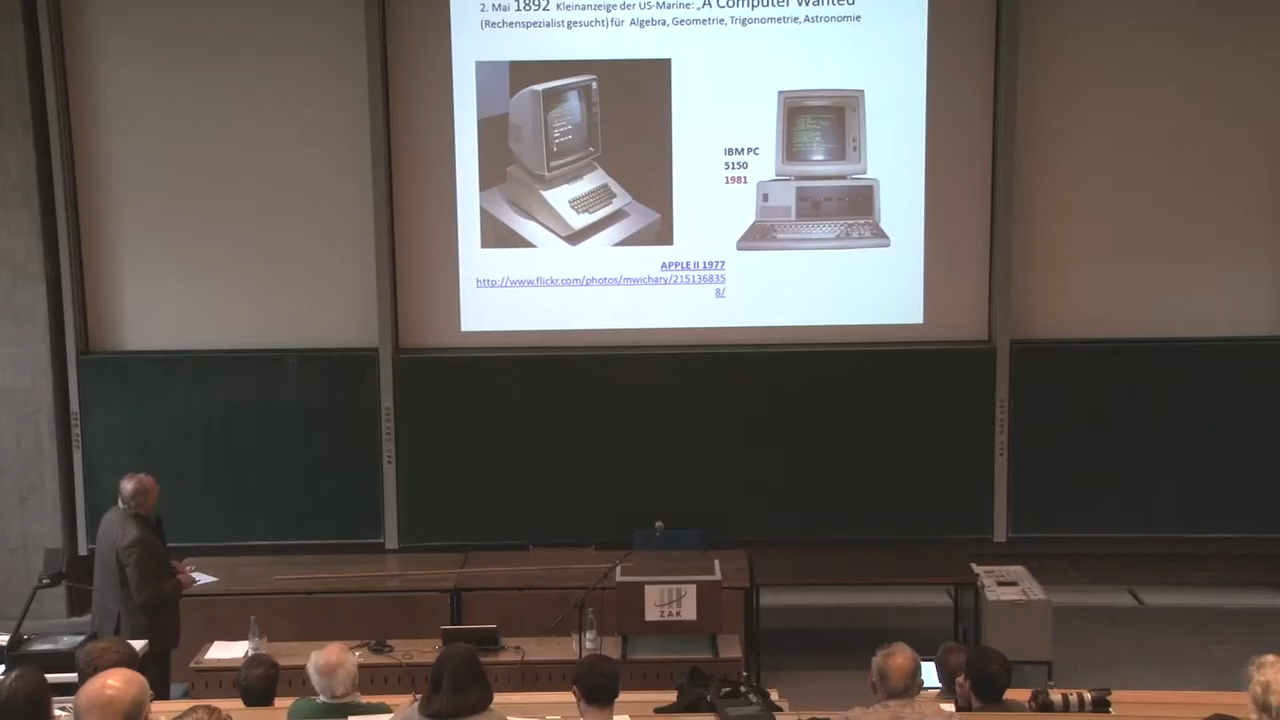 2. Mai 1892 Kleinanzeige der US-Marine: „A Computer Wanted"
(Rechenspezialist gesucht) für Algebra, Geometrie, Trigonometrie, Astronomie
IBM PC
5150
1981
APPLE II 1977
http://www.flickr.com/photos/mwichary/215136835
8/
ZAK